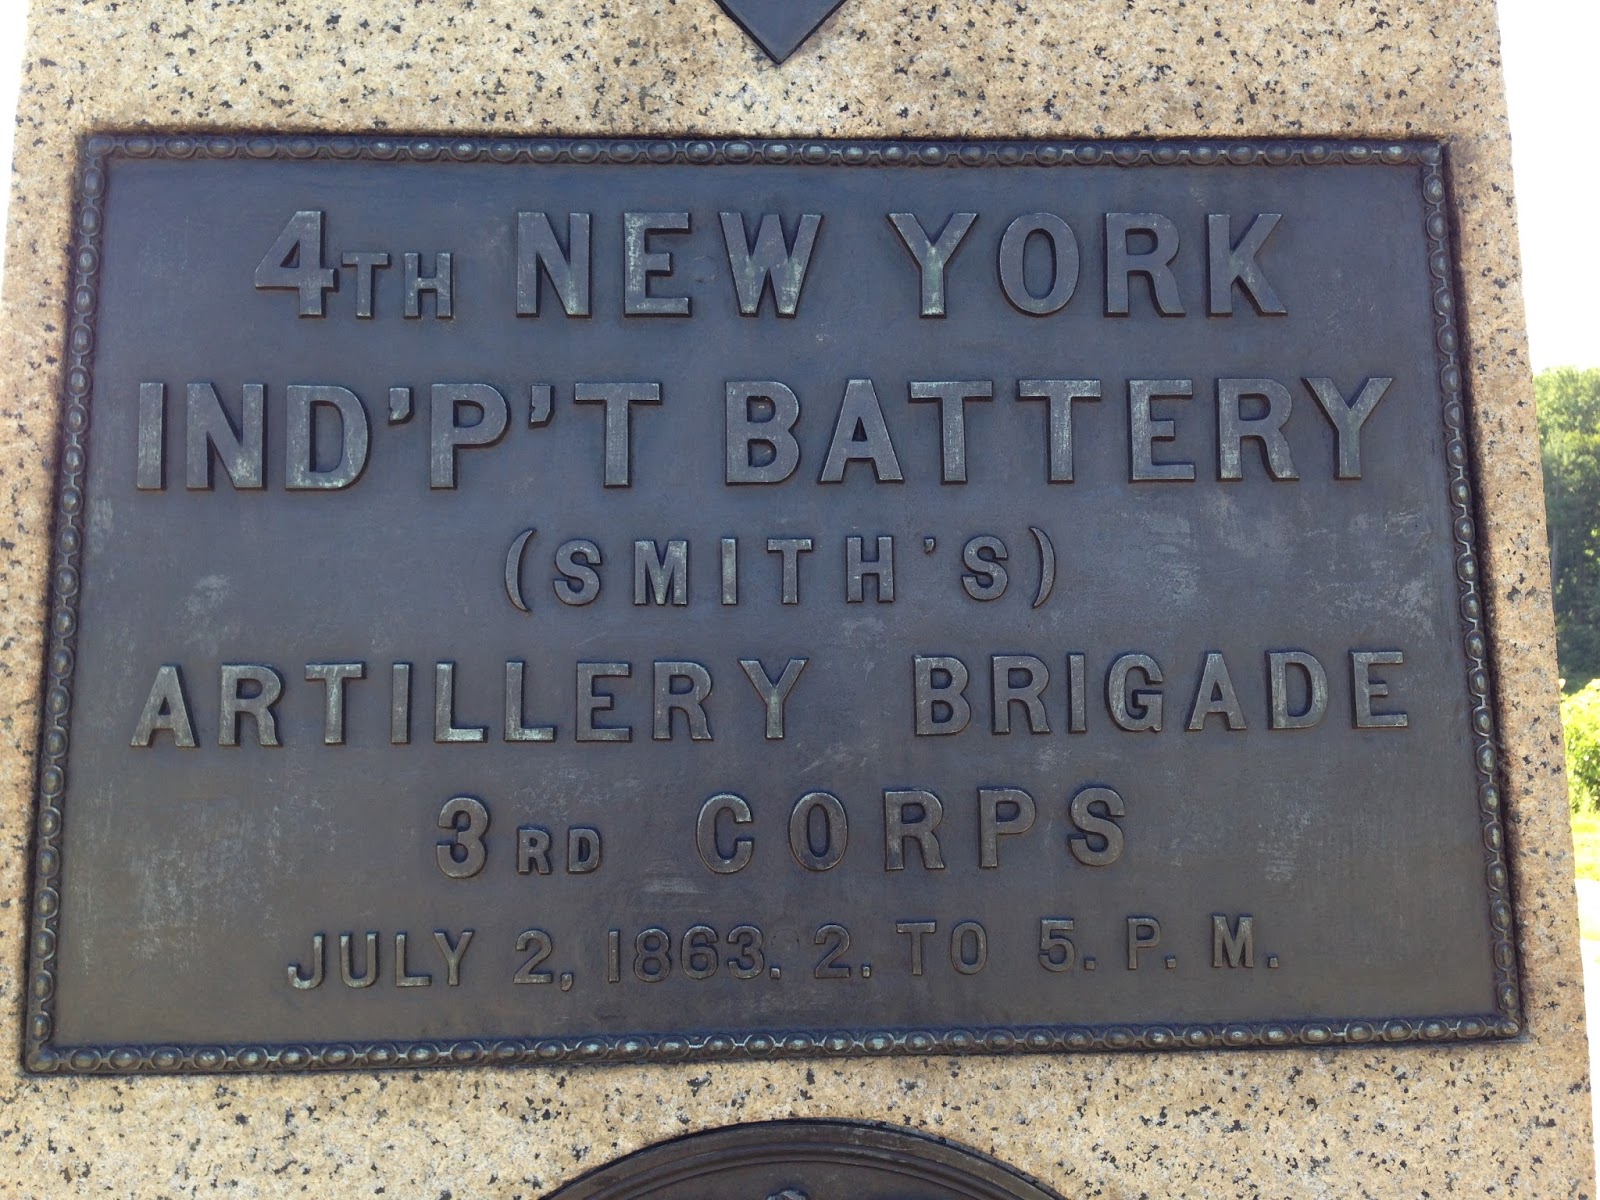 4TH NEW YORK
IND'P'T BATTERY
(SMITH'S)
ARTILLERY BRIGADE
3RD CORPS
JULY 2, 1863. 2. TO 5. P. M.